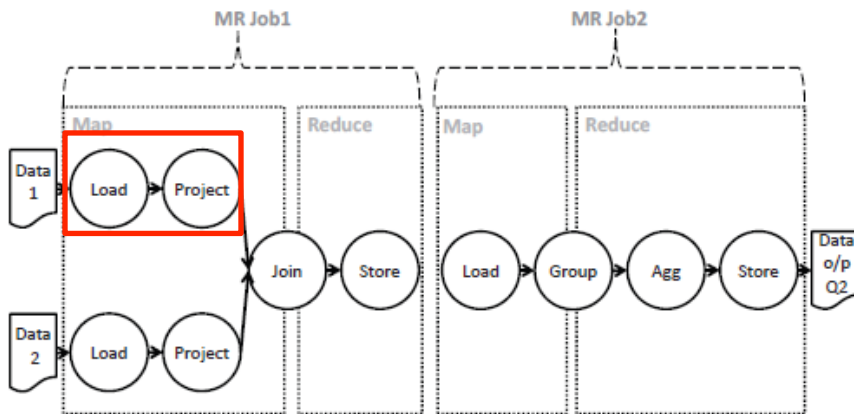 MR Job1
MR Job2
Map
Reduce
Map
Reduce
Data
1
Load
Project
Join
Store
Load
Group
Agg
Store
Data
o/p
Q2
Data
2
Load
Project